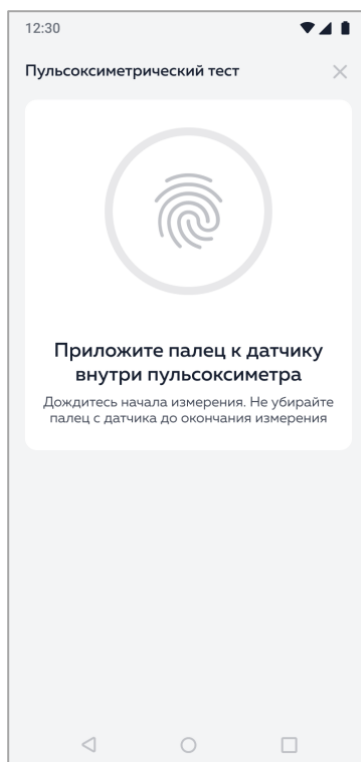 12:30
Пульсоксиметрический тест
Приложите палец к датчику
внутри пульсоксиметра
Дождитесь начала измерения. Не убирайте
палец с датчика до окончания измерения